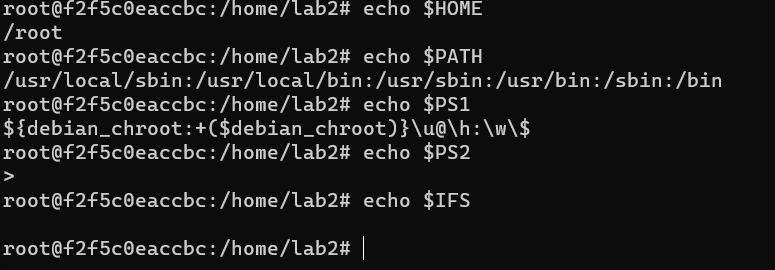 root@f2f5c0eaccbc:/home/lab2# echo $HOME
/root
root@f2f5c0eaccbc:/home/lab2# echo $PATH
/usr/local/sbin:/usr/local/bin:/usr/sbin:/usr/bin:/sbin:/bin
root@f2f5c0eaccbc:/home/lab2# echo $PS1
${debian_chroot:+($debian_chroot)}\u@\h:\w\$
root@f2f5c0eaccbc:/home/lab2# echo $PS2
>
root@f2f5c0eaccbc:/home/lab2# echo $IFS

root@f2f5c0eaccbc:/home/lab2#